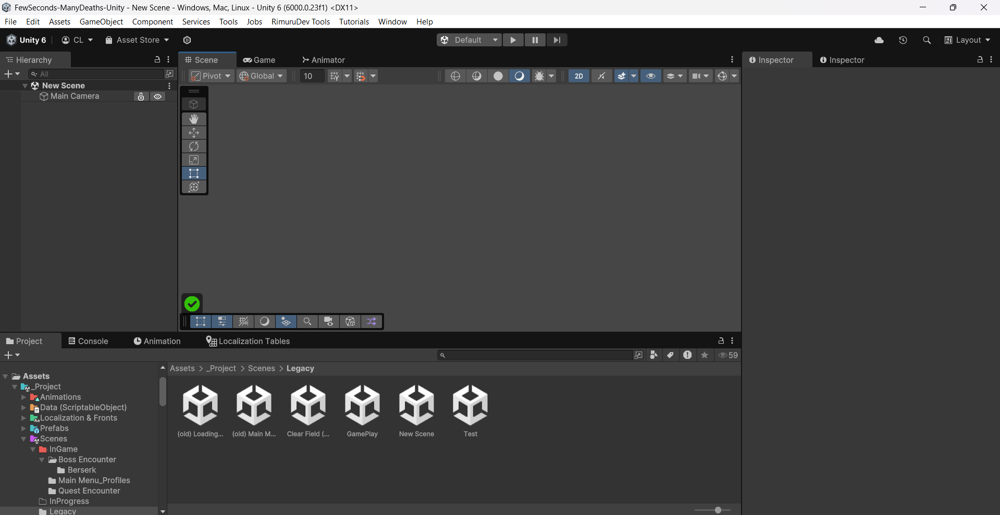 FewSeconds-ManyDeaths-Unity - New Scene - Windows, Mac, Linux - Unity 6 (6000.0.23f1) <DX11>
File Edit Assets GameObject Component Services Tools Jobs RimuruDev Tools Tutorials Window Help
Unity 6 CL Asset Store Default Layout
Hierarchy Scene Game Animator Inspector Inspector
All Pivot Global 10 2D
New Scene
Main Camera
Project Console Animation Localization Tables
59
Assets > _Project > Scenes > Legacy
Assets
_Project
Animations
Data (ScriptableObject)
Localization & Fronts
Prefabs
Scenes
InGame
Boss Encounter
Berserk
Main Menu_Profiles
Quest Encounter
InProgress
Legacy
(old) Loading... (old) Main M... Clear Field (... GamePlay New Scene Test